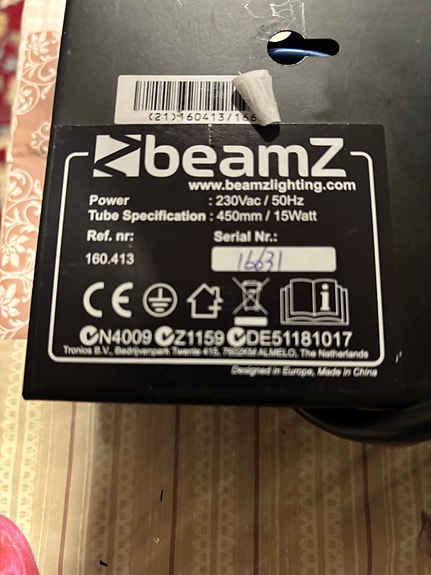 (21)160413/166
beamZ
www.beamzlighting.com
Power : 230Vac / 50Hz
Tube Specification : 450mm / 15Watt
Ref. nr: Serial Nr.:
160.413 16631
CE
N4009 Z1159 DE51181017
Tronios B.V., Bedrijvenpark Twente 415, 7602KM ALMELO, The Netherlands
Designed in Europe, Made in China